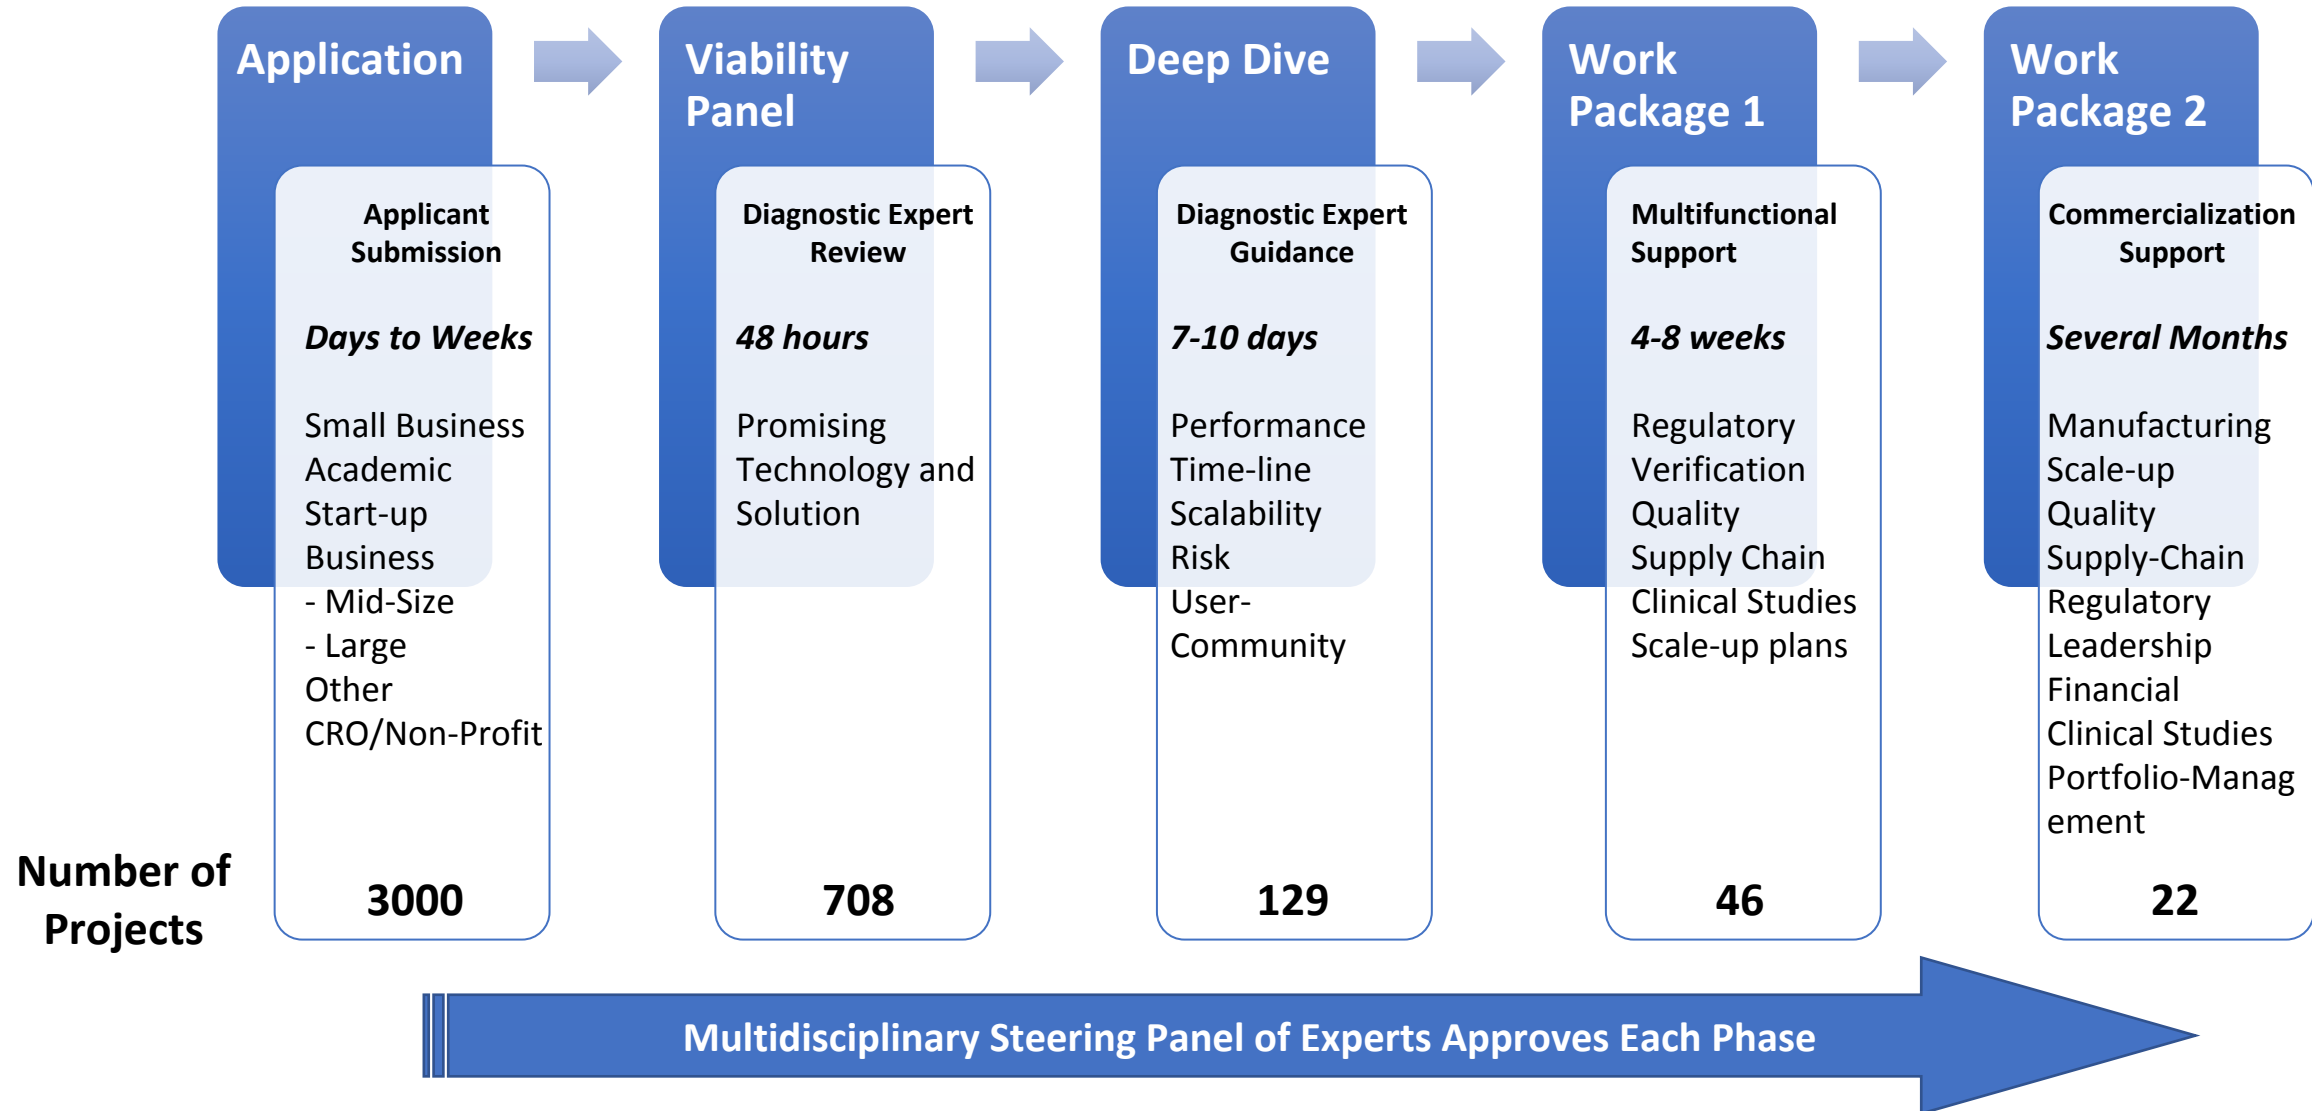 Application
Applicant
Submission
Days to Weeks
Small Business
Academic
Start-up
Business
- Mid-Size
- Large
Other
CRO/Non-Profit
3000
Viability
Panel
Diagnostic Expert
Review
48 hours
Promising
Technology and
Solution
708
Deep Dive
Diagnostic Expert
Guidance
7-10 days
Performance
Time-line
Scalability
Risk
User-
Community
129
Work
Package 1
Multifunctional
Support
4-8 weeks
Regulatory
Verification
Quality
Supply Chain
Clinical Studies
Scale-up plans
46
Work
Package 2
Commercialization
Support
Several Months
Manufacturing
Scale-up
Quality
Supply-Chain
Regulatory
Leadership
Financial
Clinical Studies
Portfolio-Manag
ement
22
Number of
Projects
Multidisciplinary Steering Panel of Experts Approves Each Phase